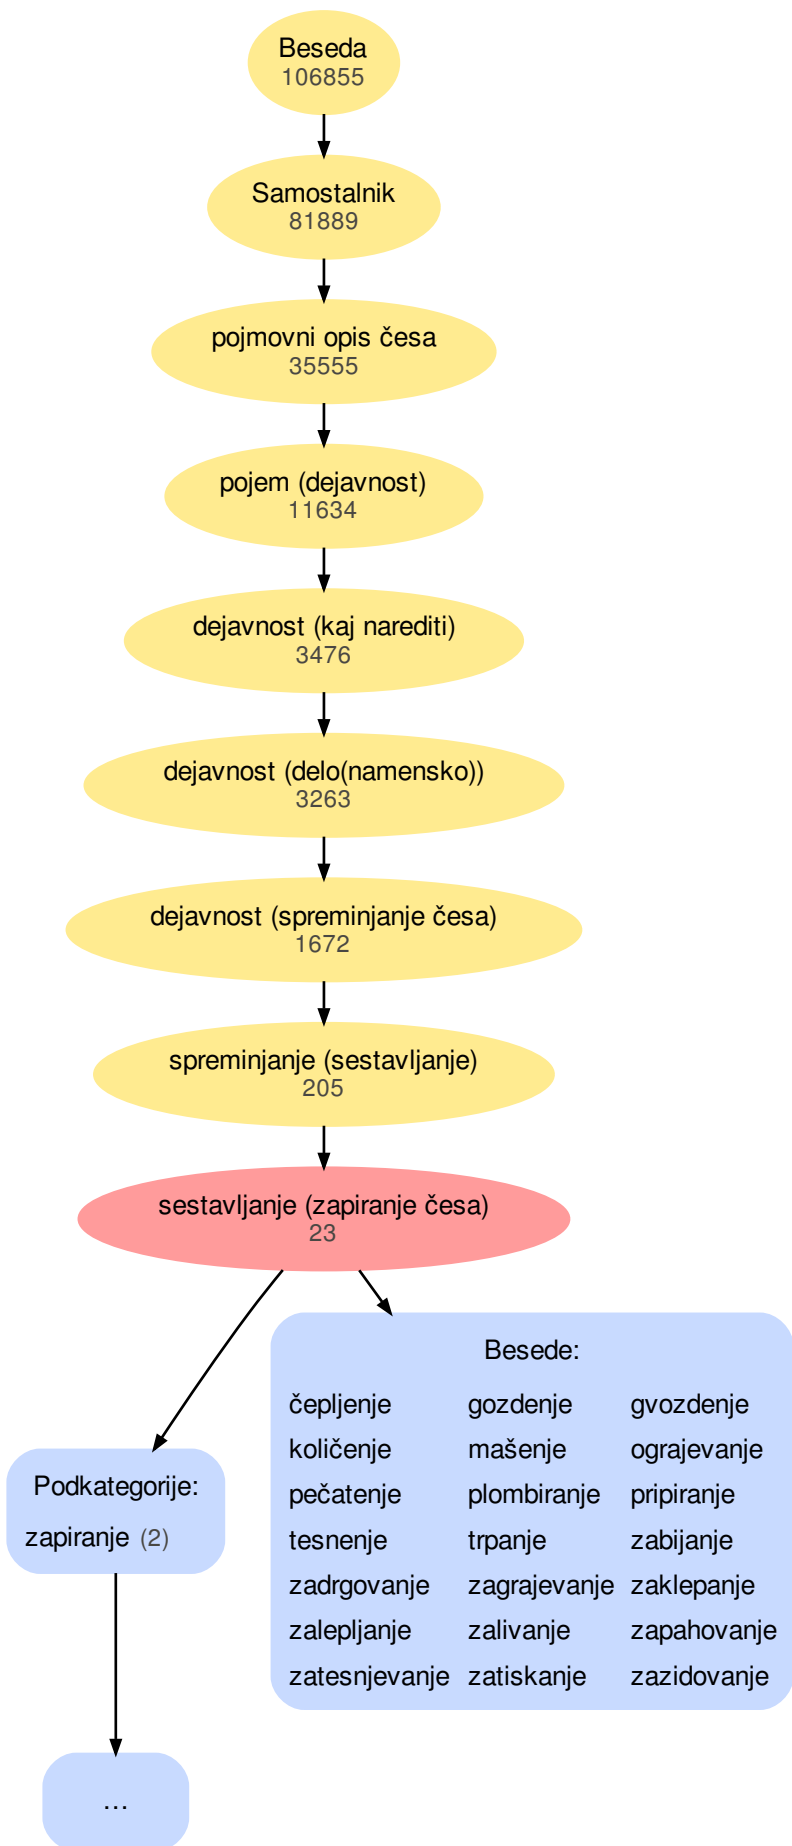 Beseda
106855
Samostalnik
81889
pojmovni opis česa
35555
pojem (dejavnost)
11634
dejavnost (kaj narediti)
3476
dejavnost (delo(namensko))
3263
dejavnost (spreminjanje česa)
1672
spreminjanje (sestavljanje)
205
sestavljanje (zapiranje česa)
23
Besede:
čepljenje gozdenje gvozdenje
količenje mašenje ograjevanje
pečatenje plombiranje pripiranje
tesnenje trpanje zabijanje
zadrgovanje zagrajevanje zaklepanje
zalepljanje zalivanje zapahovanje
zatesnjevanje zatiskanje zazidovanje
Podkategorije:
zapiranje (2)
...